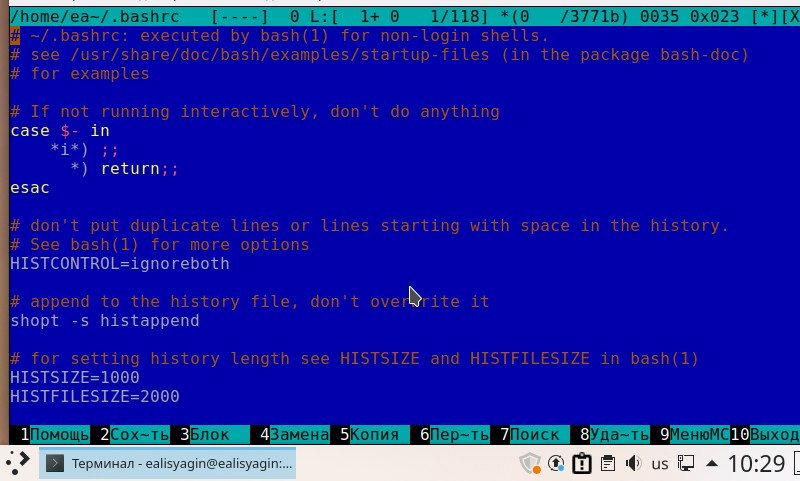 /home/ea~/.bashrc   [----]  0 L:[  1+ 0   1/118] *(0   /3771b) 0035 0x023 [*][X
# ~/.bashrc: executed by bash(1) for non-login shells.
# see /usr/share/doc/bash/examples/startup-files (in the package bash-doc)
# for examples
# If not running interactively, don't do anything
case $- in
    *i*) ;;
      *) return;;
esac
# don't put duplicate lines or lines starting with space in the history.
# See bash(1) for more options
HISTCONTROL=ignoreboth
# append to the history file, don't overwrite it
shopt -s histappend
# for setting history length see HISTSIZE and HISTFILESIZE in bash(1)
HISTSIZE=1000
HISTFILESIZE=2000
1Помощь 2Сох~ть 3Блок 4Замена 5Копия 6Пер~ть 7Поиск 8Уда~ть 9МенюMC 10Выход
Терминал - ealisyagin@ealisyagin:... us 10:29